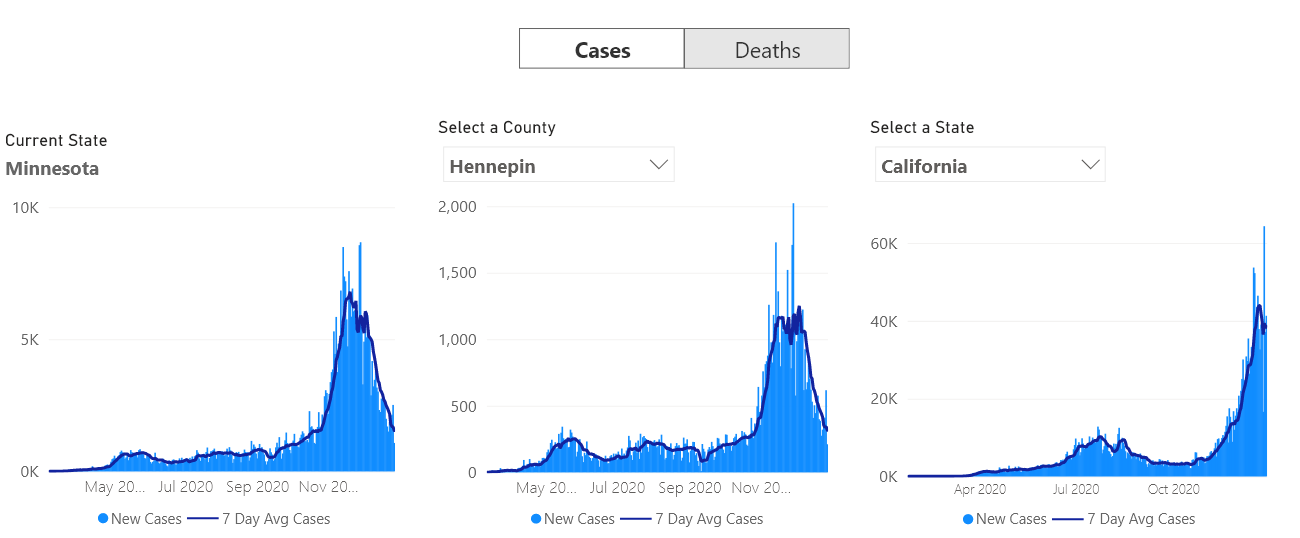 Cases Deaths
Current State
Minnesota
10K
5K
0K
May 20... Jul 2020 Sep 2020 Nov 20...
New Cases 7 Day Avg Cases
Select a County
Hennepin
2,000
1,500
1,000
500
0
May 20... Jul 2020 Sep 2020 Nov 20...
New Cases 7 Day Avg Cases
Select a State
California
60K
40K
20K
0K
Apr 2020 Jul 2020 Oct 2020
New Cases 7 Day Avg Cases